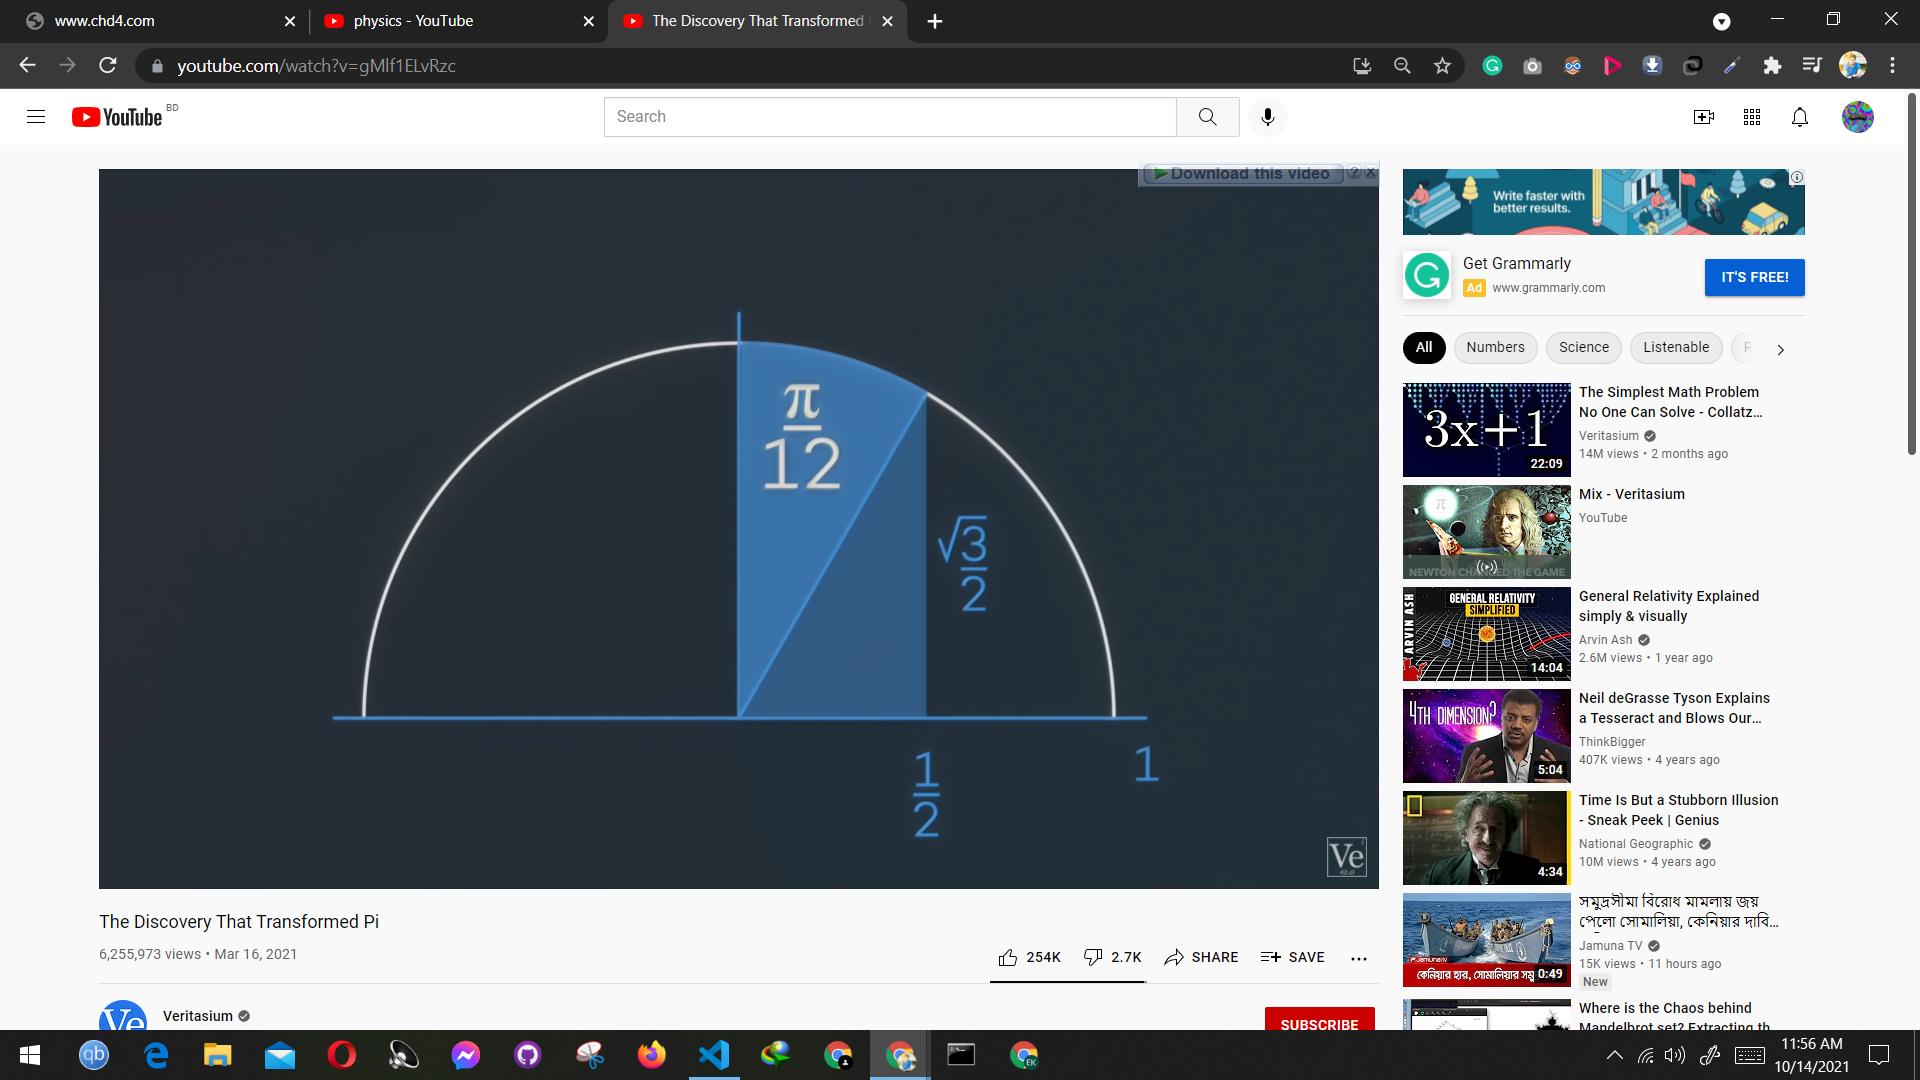 www.chd4.com
physics - YouTube
The Discovery That Transformed
youtube.com/watch?v=gMlf1ELvRzc
YouTube BD
Search
Download this video
π
12
√3
2
1
2
1
Ve
42.0
The Discovery That Transformed Pi
6,255,973 views • Mar 16, 2021
254K
2.7K
SHARE
SAVE
Ve
Veritasium
SUBSCRIBE
Write faster with
better results.
Get Grammarly
Ad www.grammarly.com
IT'S FREE!
All
Numbers
Science
Listenable
3x+1
22:09
The Simplest Math Problem
No One Can Solve - Collatz…
Veritasium
14M views • 2 months ago
π
NEWTON CHANGED THE GAME
Mix - Veritasium
YouTube
ARVIN ASH
GENERAL RELATIVITY
SIMPLIFIED
14:04
General Relativity Explained
simply & visually
Arvin Ash
2.6M views • 1 year ago
4TH DIMENSION?
5:04
Neil deGrasse Tyson Explains
a Tesseract and Blows Our…
ThinkBigger
407K views • 4 years ago
4:34
Time Is But a Stubborn Illusion
- Sneak Peek | Genius
National Geographic
10M views • 4 years ago
JamunaTV
কেনিয়ার হার, সোমালিয়ার
0:49
সমুদ্রসীমা বিরোধ মামলায় জয়
পেলো সোমালিয়া, কেনিয়ার দাবি…
Jamuna TV
15K views • 11 hours ago
New
Where is the Chaos behind
Mandelbrot set? Extracting th
qb
EK
11:56 AM
10/14/2021